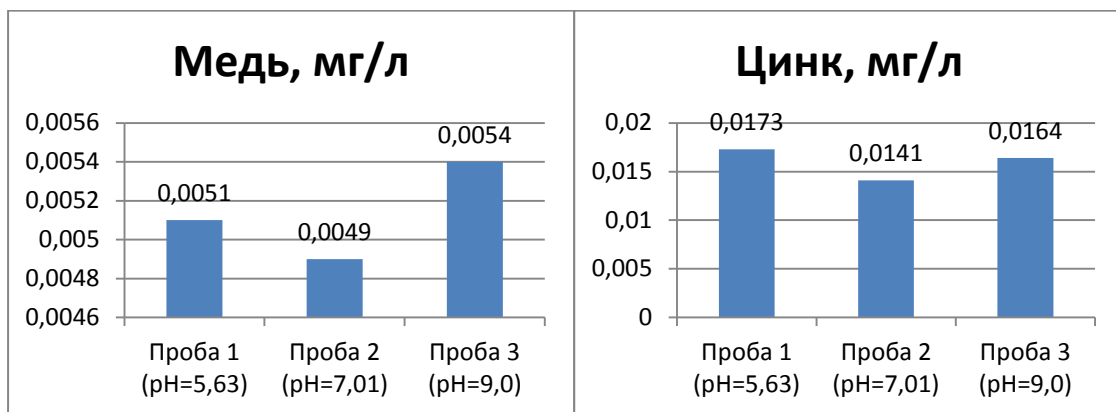 Медь, мг/л
0,0056
0,0054
0,0052
0,005
0,0048
0,0046
0,0051
0,0049
0,0054
Проба 1
(pH=5,63)
Проба 2
(pH=7,01)
Проба 3
(pH=9,0)
Цинк, мг/л
0,02
0,015
0,01
0,005
0
0,0173
0,0141
0,0164
Проба 1
(pH=5,63)
Проба 2
(pH=7,01)
Проба 3
(pH=9,0)